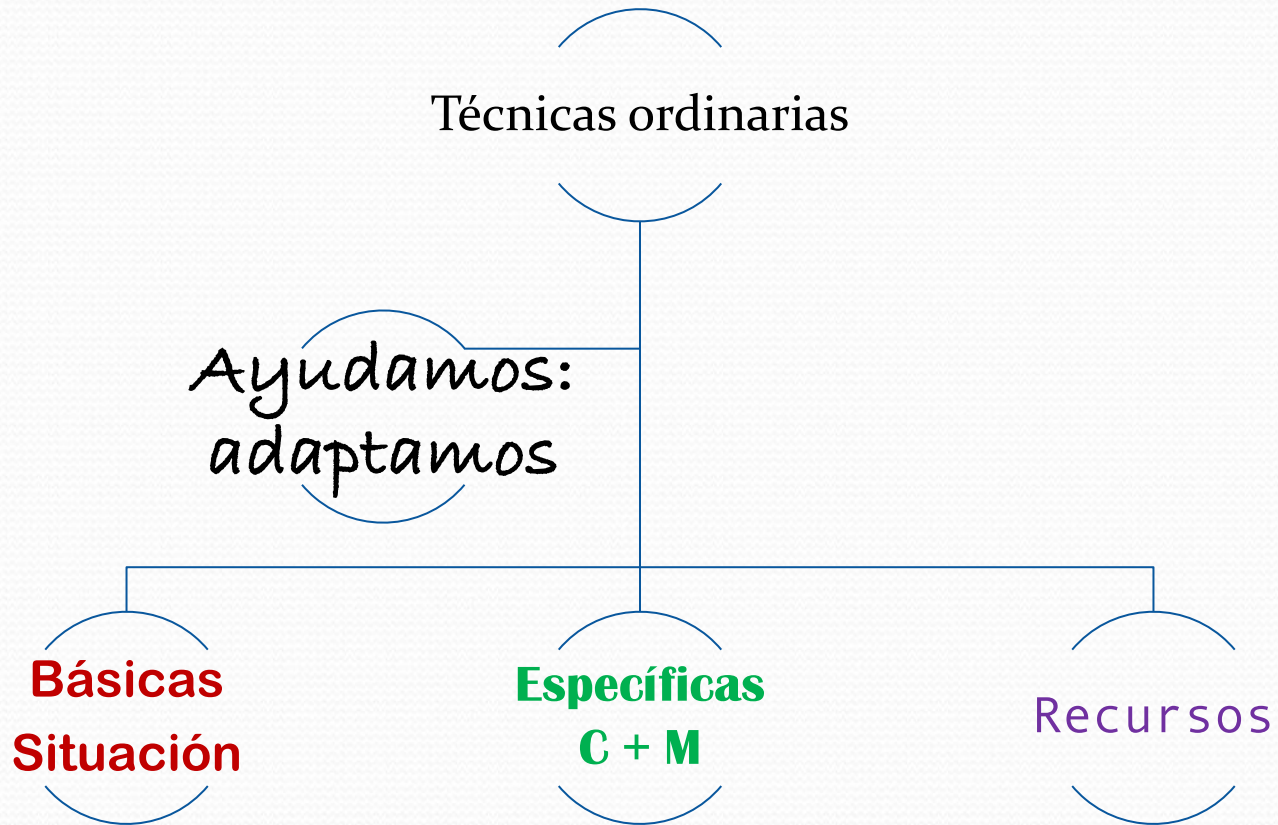 Técnicas ordinarias
Ayudamos:
adaptamos
Básicas
Situación
Específicas
C + M
Recursos